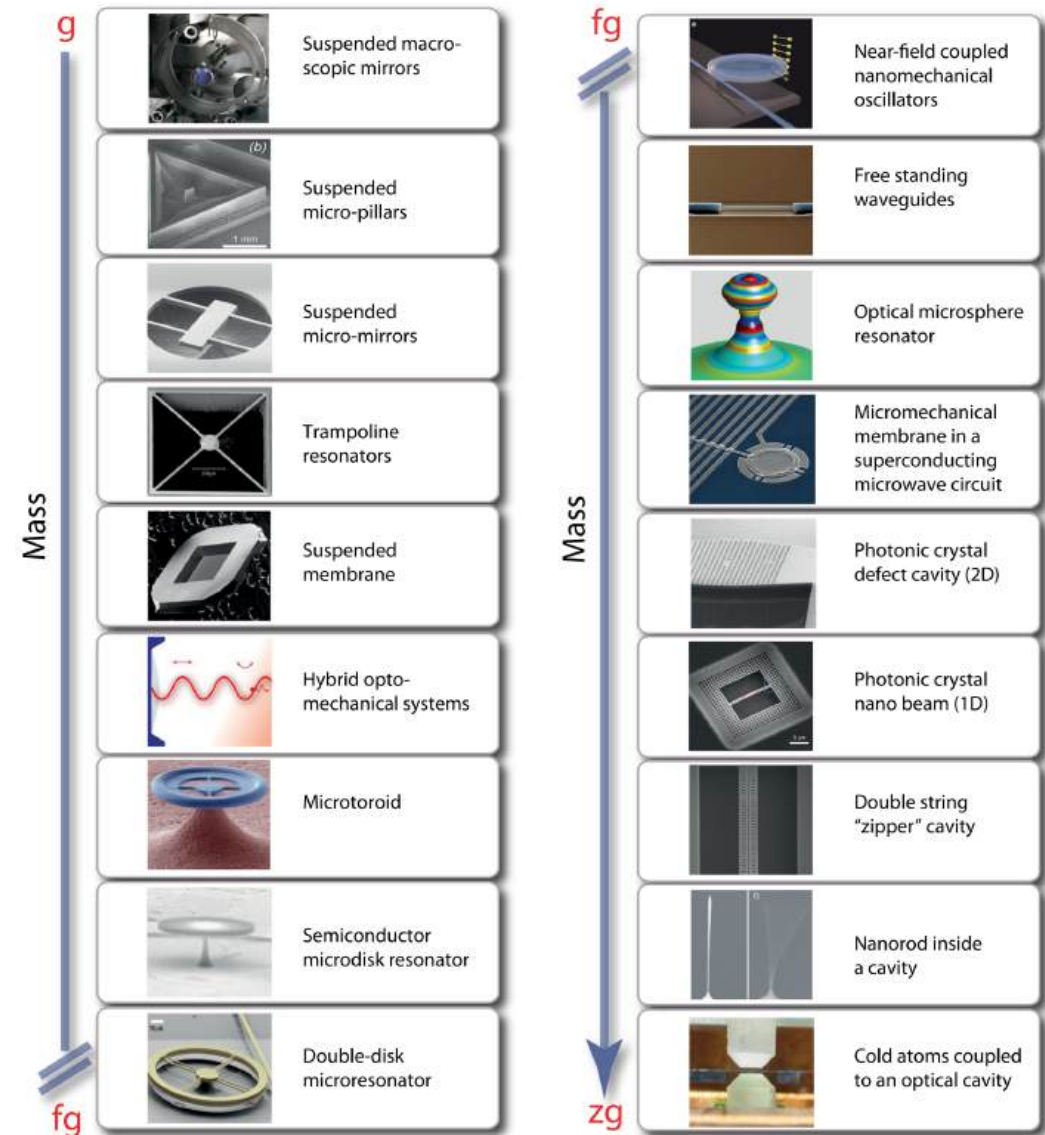 g
Suspended macro-
scopic mirrors
(b)
1 mm
Suspended
micro-pillars
Suspended
micro-mirrors
Trampoline
resonators
Suspended
membrane
Hybrid opto-
mechanical systems
Microtoroid
Semiconductor
microdisk resonator
Double-disk
microresonator
Mass
fg
fg
Near-field coupled
nanomechanical
oscillators
Free standing
waveguides
Optical microsphere
resonator
Micromechanical
membrane in a
superconducting
microwave circuit
Photonic crystal
defect cavity (2D)
Photonic crystal
nano beam (1D)
Double string
“zipper” cavity
Nanorod inside
a cavity
Cold atoms coupled
to an optical cavity
Mass
zg